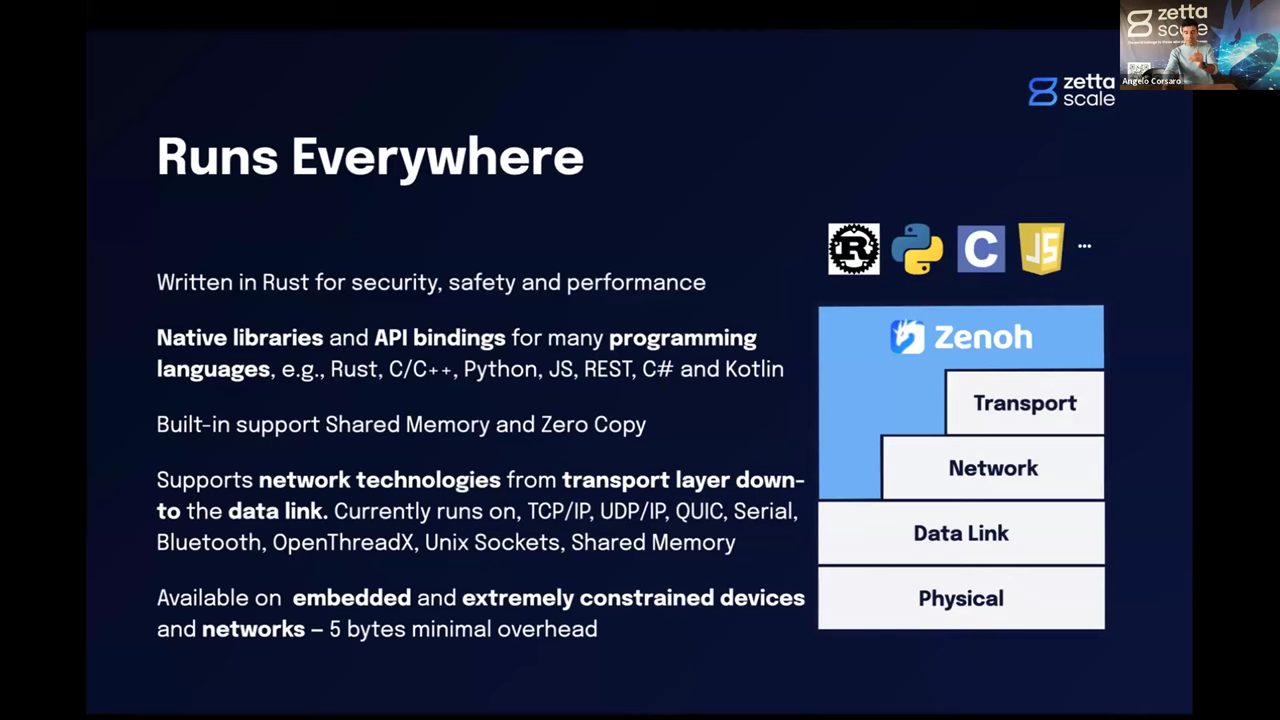 zetta
scale
Angelo Corsaro
zetta
scale
Runs Everywhere
Written in Rust for security, safety and performance
Native libraries and API bindings for many programming
languages, e.g., Rust, C/C++, Python, JS, REST, C# and Kotlin
Built-in support Shared Memory and Zero Copy
Supports network technologies from transport layer down-
to the data link. Currently runs on, TCP/IP, UDP/IP, QUIC, Serial,
Bluetooth, OpenThreadX, Unix Sockets, Shared Memory
Available on embedded and extremely constrained devices
and networks – 5 bytes minimal overhead
R
C
JS
...
Zenoh
Transport
Network
Data Link
Physical